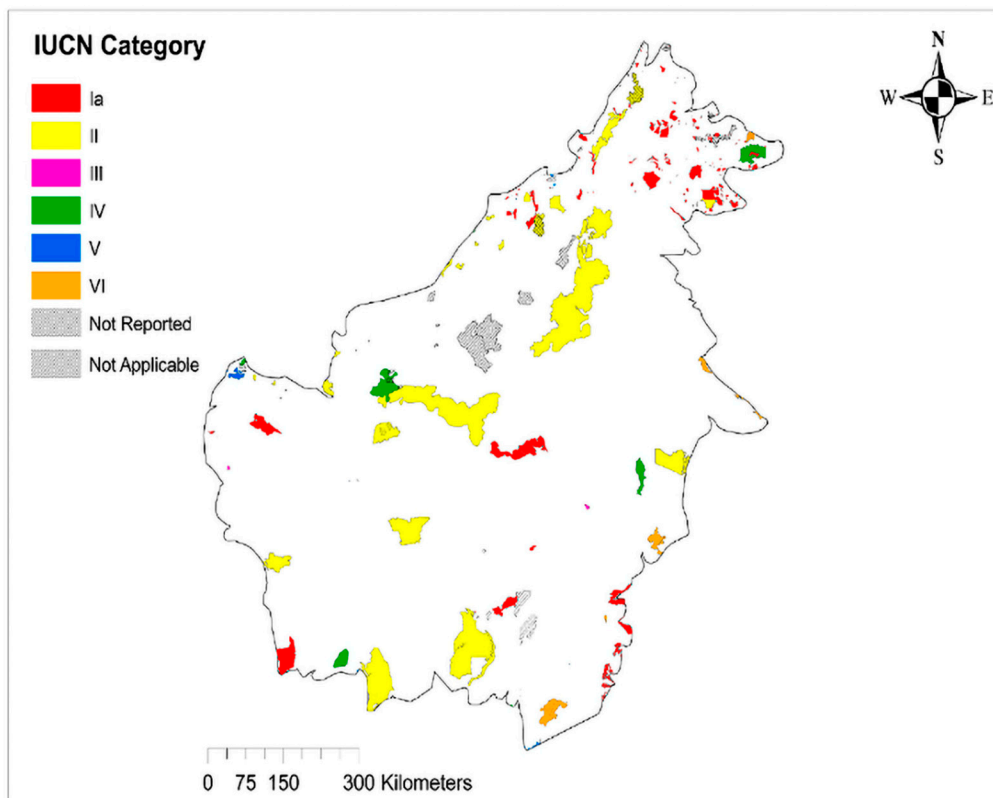 IUCN Category
Ia
II
III
IV
V
VI
Not Reported
Not Applicable
N
W E
S
0 75 150 300 Kilometers